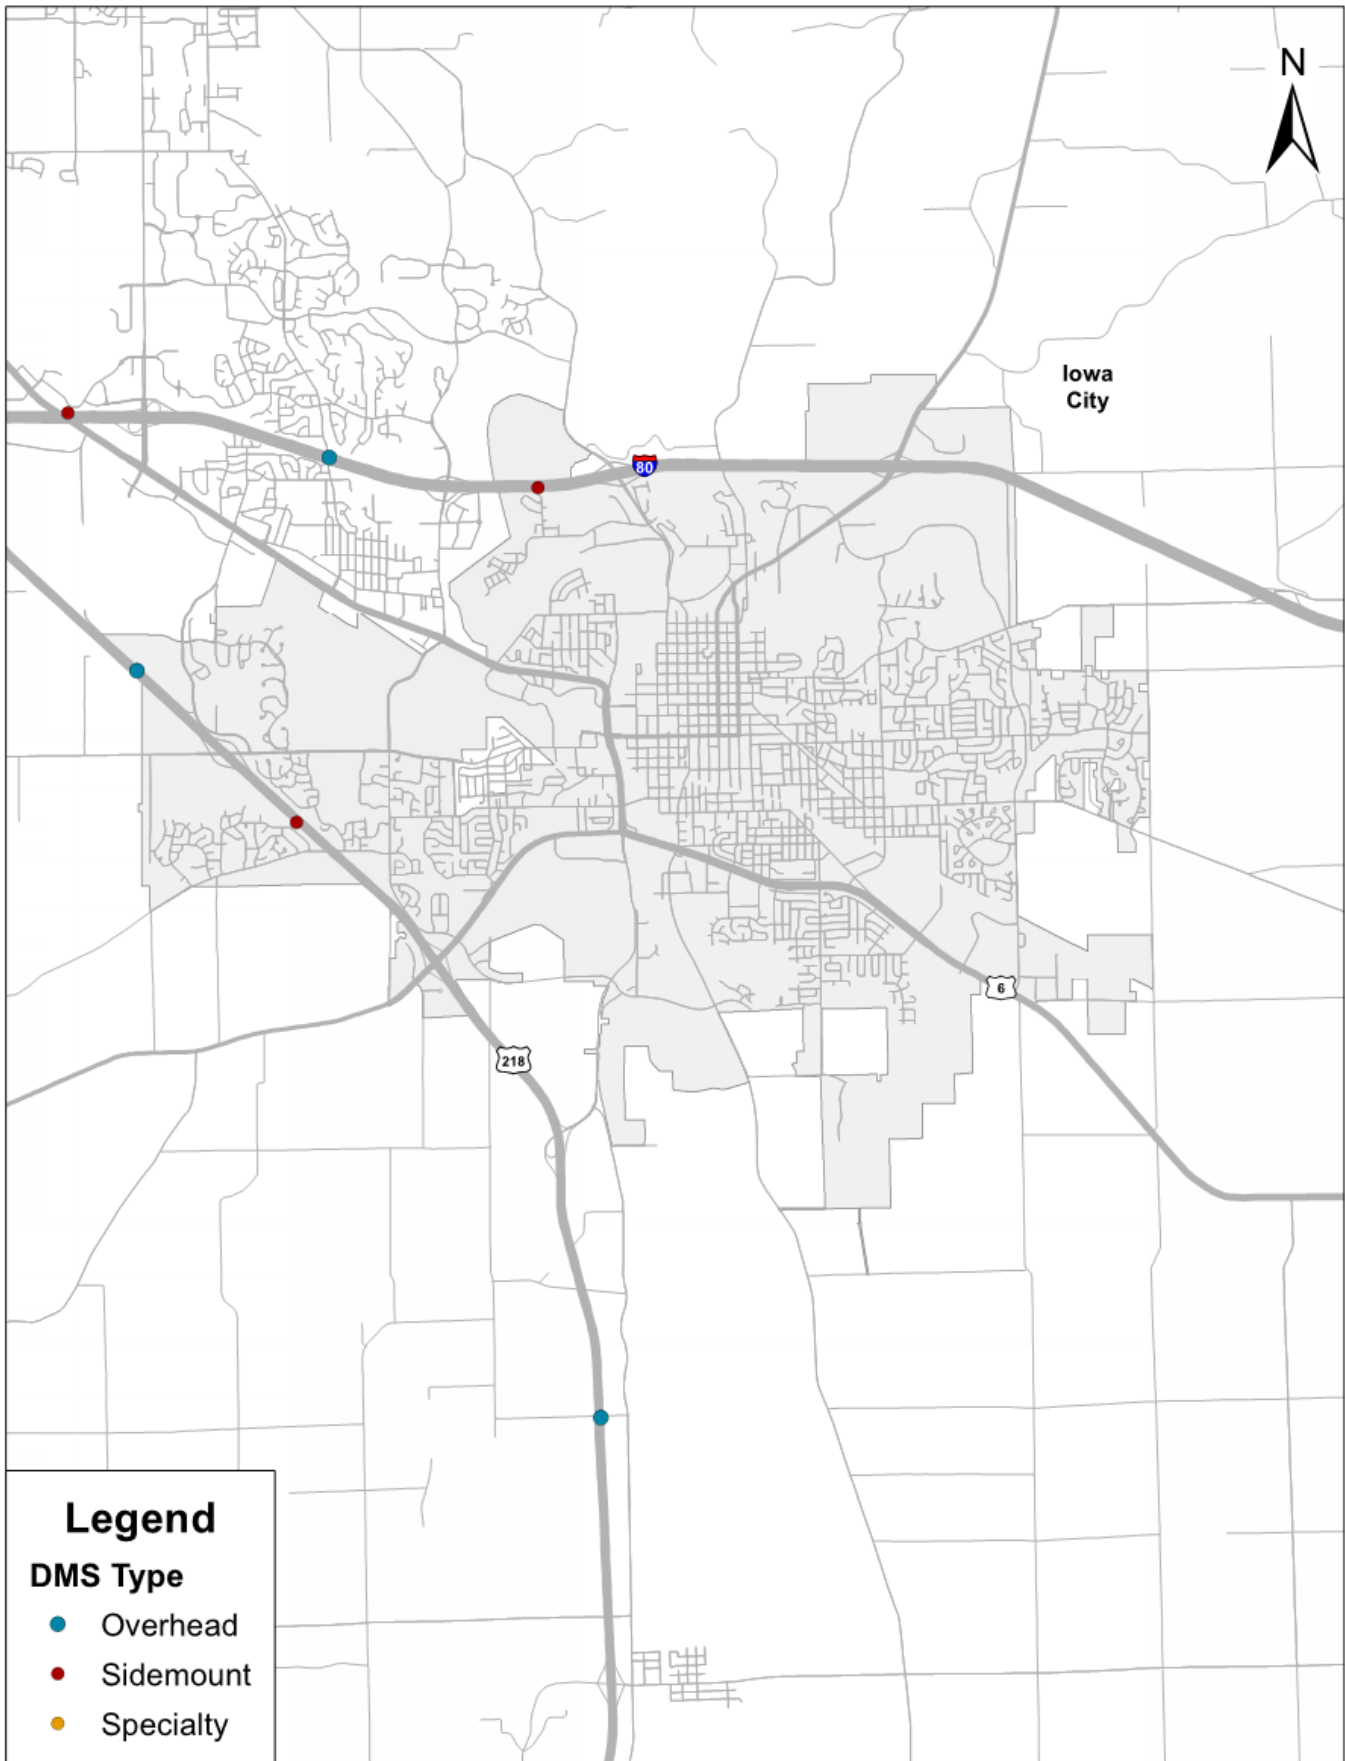 N
Iowa
City
80
6
218
Legend
DMS Type
Overhead
Sidemount
Specialty